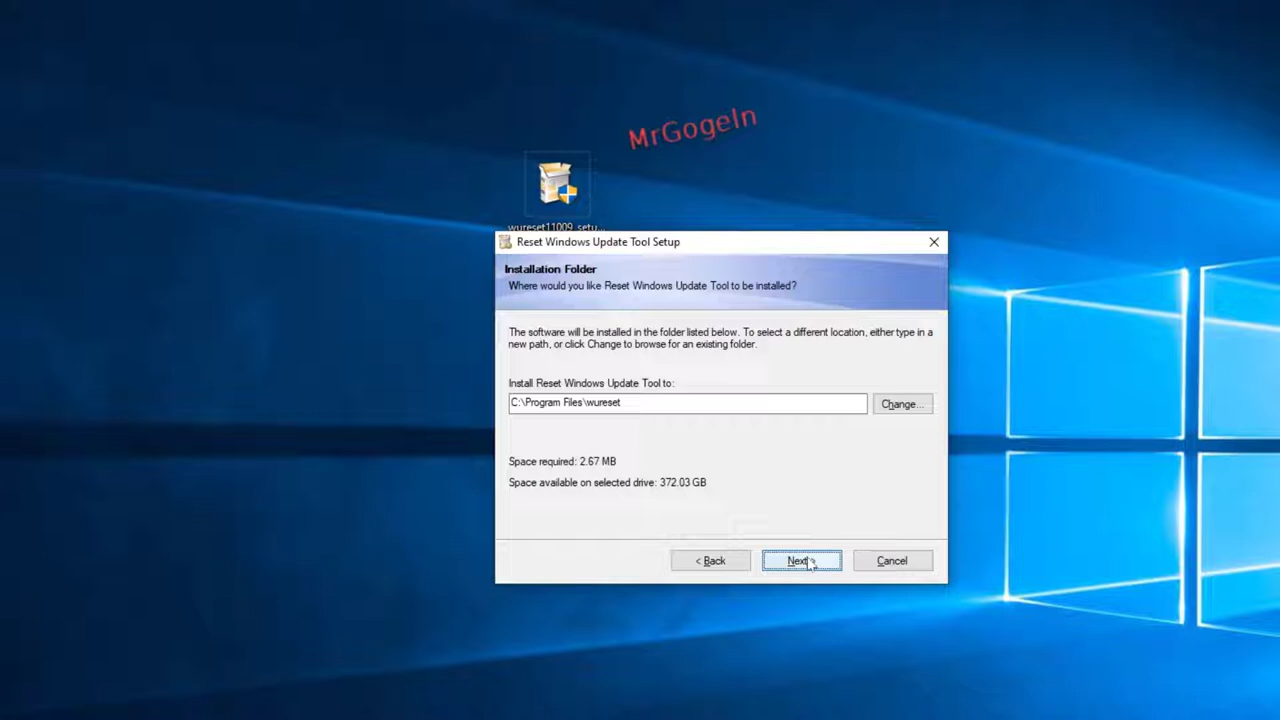 MrGogeIn
wureset11009_setu...
Reset Windows Update Tool Setup
Installation Folder
Where would you like Reset Windows Update Tool to be installed?
The software will be installed in the folder listed below. To select a different location, either type in a
new path, or click Change to browse for an existing folder.
Install Reset Windows Update Tool to:
C:\Program Files\wureset
Change...
Space required: 2.67 MB
Space available on selected drive: 372.03 GB
< Back
Next >
Cancel